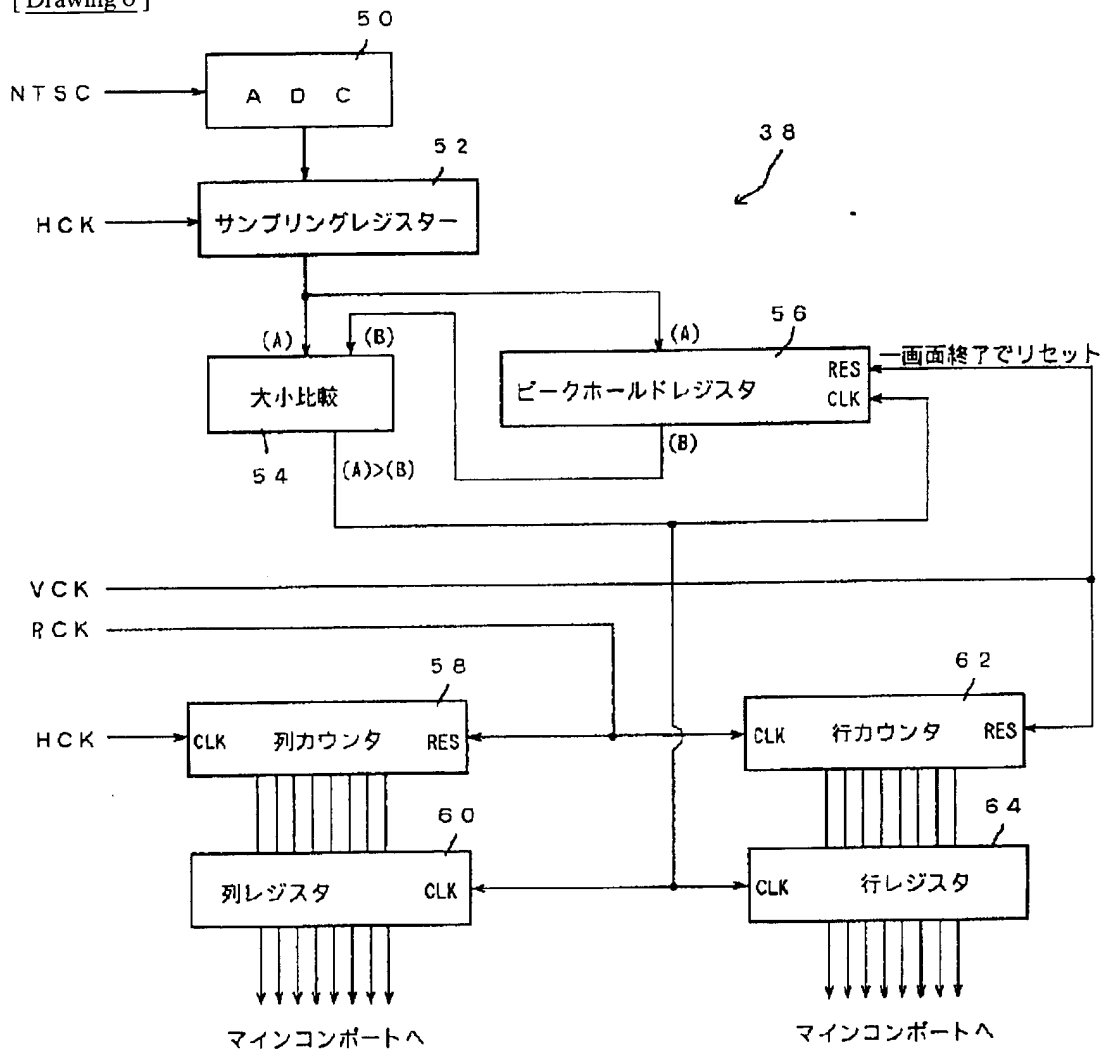 [ Drawing 6 ]
50
NTSC
ADC
52
38
HCK
サンプリングレジスター
56
(A)
(B)
(A)
一画面終了でリセット
RES
大小比較
ピークホールドレジスタ
CLK
54
(A)>(B)
(B)
VCK
RCK
58
62
HCK
CLK
列カウンタ
RES
CLK
行カウンタ
RES
60
64
列レジスタ
CLK
CLK
行レジスタ
マインコンポートへ
マインコンポートへ